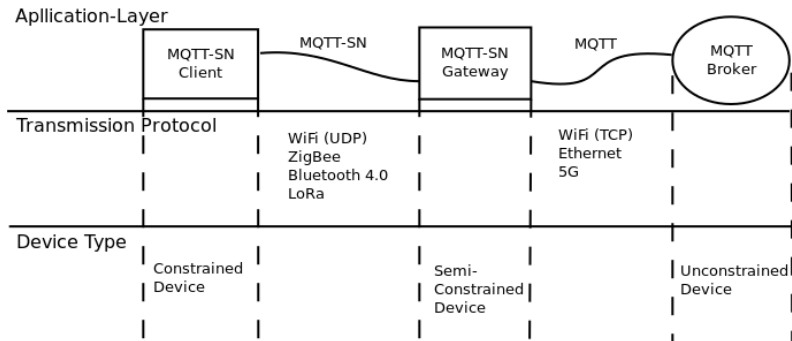 Apllication-Layer
MQTT-SN
Client
MQTT-SN
MQTT-SN
Gateway
MQTT
MQTT
Broker
Transmission Protocol
WiFi (UDP)
ZigBee
Bluetooth 4.0
LoRa
WiFi (TCP)
Ethernet
5G
Device Type
Constrained
Device
Semi-
Constrained
Device
Unconstrained
Device